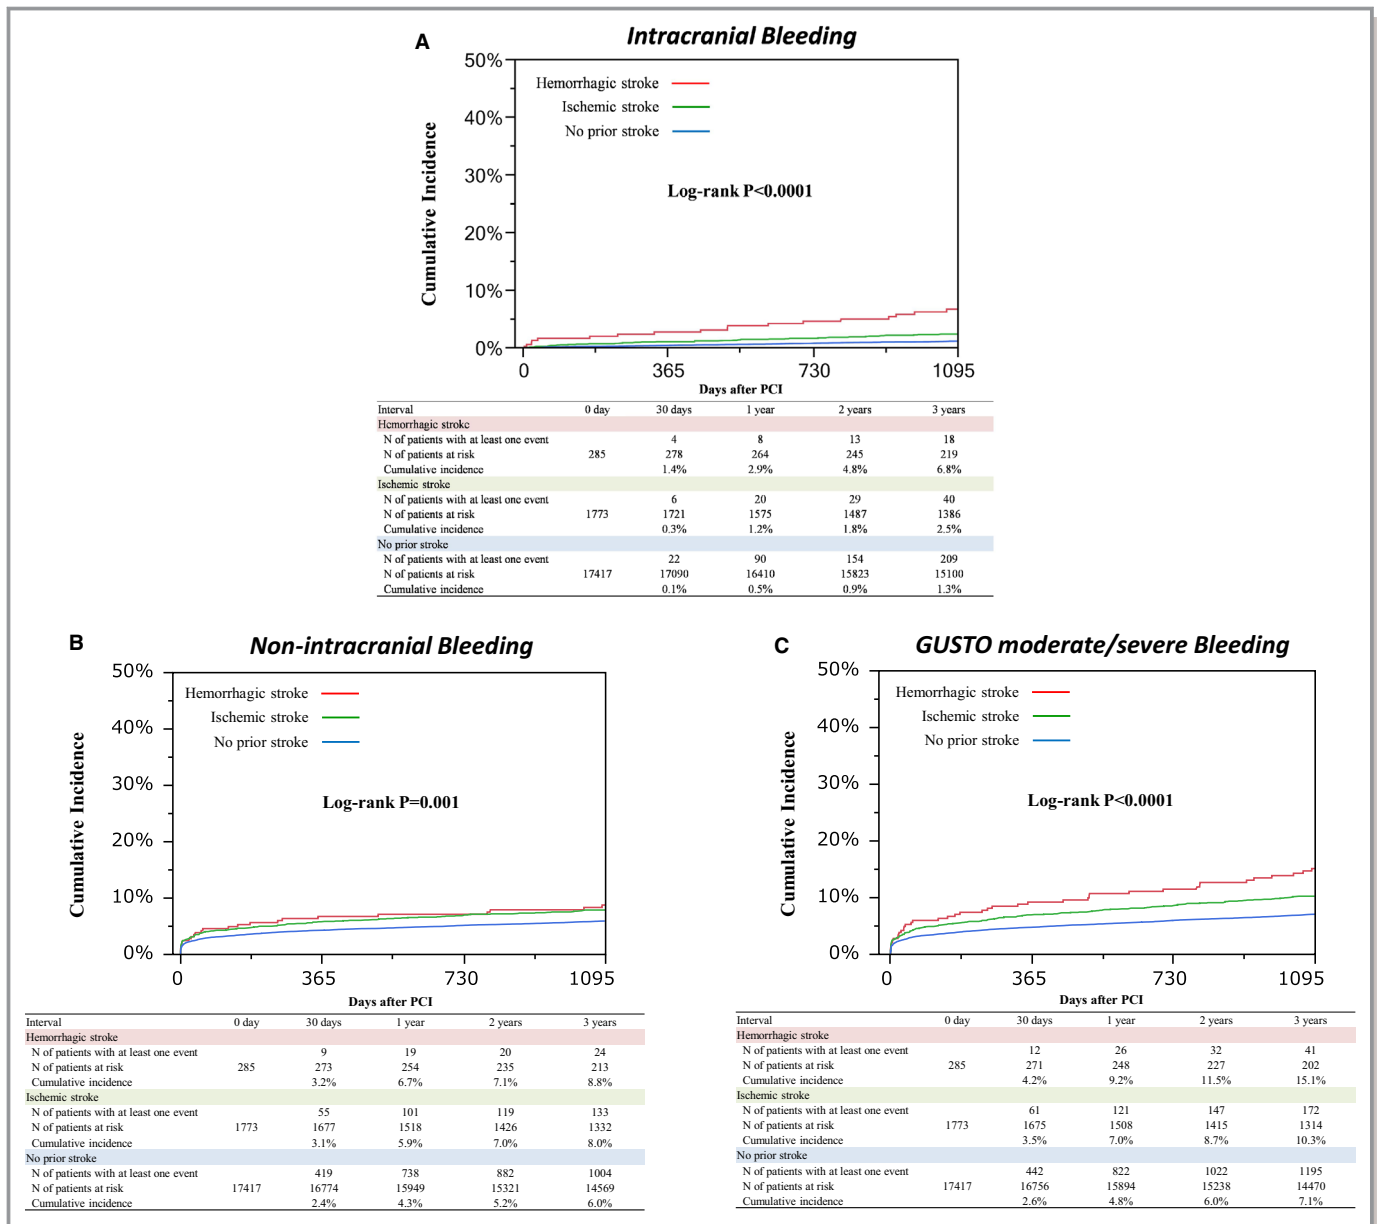 A
Intracranial Bleeding
50%
40%
30%
20%
10%
0%
Cumulative Incidence
Hemorrhagic stroke
Ischemic stroke
No prior stroke
Log-rank P<0.0001
0 365 730 1095
Days after PCI
Interval 0 day 30 days 1 year 2 years 3 years
Hemorrhagic stroke
N of patients with at least one event 4 8 13 18
N of patients at risk 285 278 264 245 219
Cumulative incidence 1.4% 2.9% 4.8% 6.8%
Ischemic stroke
N of patients with at least one event 6 20 29 40
N of patients at risk 1773 1721 1575 1487 1386
Cumulative incidence 0.3% 1.2% 1.8% 2.5%
No prior stroke
N of patients with at least one event 22 90 154 209
N of patients at risk 17417 17090 16410 15823 15100
Cumulative incidence 0.1% 0.5% 0.9% 1.3%
B
Non-intracranial Bleeding
50%
40%
30%
20%
10%
0%
Cumulative Incidence
Hemorrhagic stroke
Ischemic stroke
No prior stroke
Log-rank P=0.001
0 365 730 1095
Days after PCI
Interval 0 day 30 days 1 year 2 years 3 years
Hemorrhagic stroke
N of patients with at least one event 9 19 20 24
N of patients at risk 285 273 254 235 213
Cumulative incidence 3.2% 6.7% 7.1% 8.8%
Ischemic stroke
N of patients with at least one event 55 101 119 133
N of patients at risk 1773 1677 1518 1426 1332
Cumulative incidence 3.1% 5.9% 7.0% 8.0%
No prior stroke
N of patients with at least one event 419 738 882 1004
N of patients at risk 17417 16774 15949 15321 14569
Cumulative incidence 2.4% 4.3% 5.2% 6.0%
C
GUSTO moderate/severe Bleeding
50%
40%
30%
20%
10%
0%
Cumulative Incidence
Hemorrhagic stroke
Ischemic stroke
No prior stroke
Log-rank P<0.0001
0 365 730 1095
Days after PCI
Interval 0 day 30 days 1 year 2 years 3 years
Hemorrhagic stroke
N of patients with at least one event 12 26 32 41
N of patients at risk 285 271 248 227 202
Cumulative incidence 4.2% 9.2% 11.5% 15.1%
Ischemic stroke
N of patients with at least one event 61 121 147 172
N of patients at risk 1773 1675 1508 1415 1314
Cumulative incidence 3.5% 7.0% 8.7% 10.3%
No prior stroke
N of patients with at least one event 442 822 1022 1195
N of patients at risk 17417 16756 15894 15238 14470
Cumulative incidence 2.6% 4.8% 6.0% 7.1%